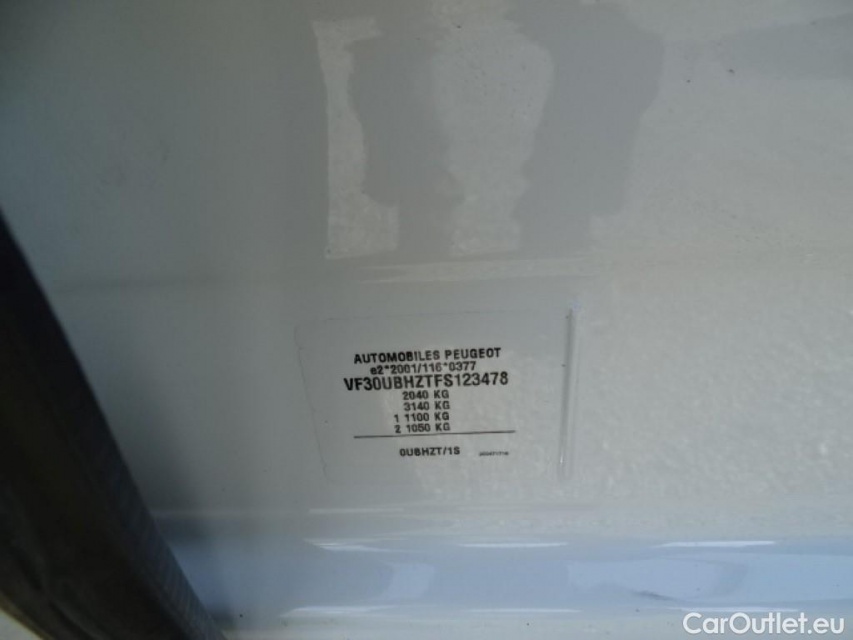 AUTOMOBILES PEUGEOT
e2*2001/116*0377
VF30UBHZTFS123478
2040 KG
3140 KG
1 1100 KG
2 1050 KG
0UBHZT/1S
CarOutlet.eu